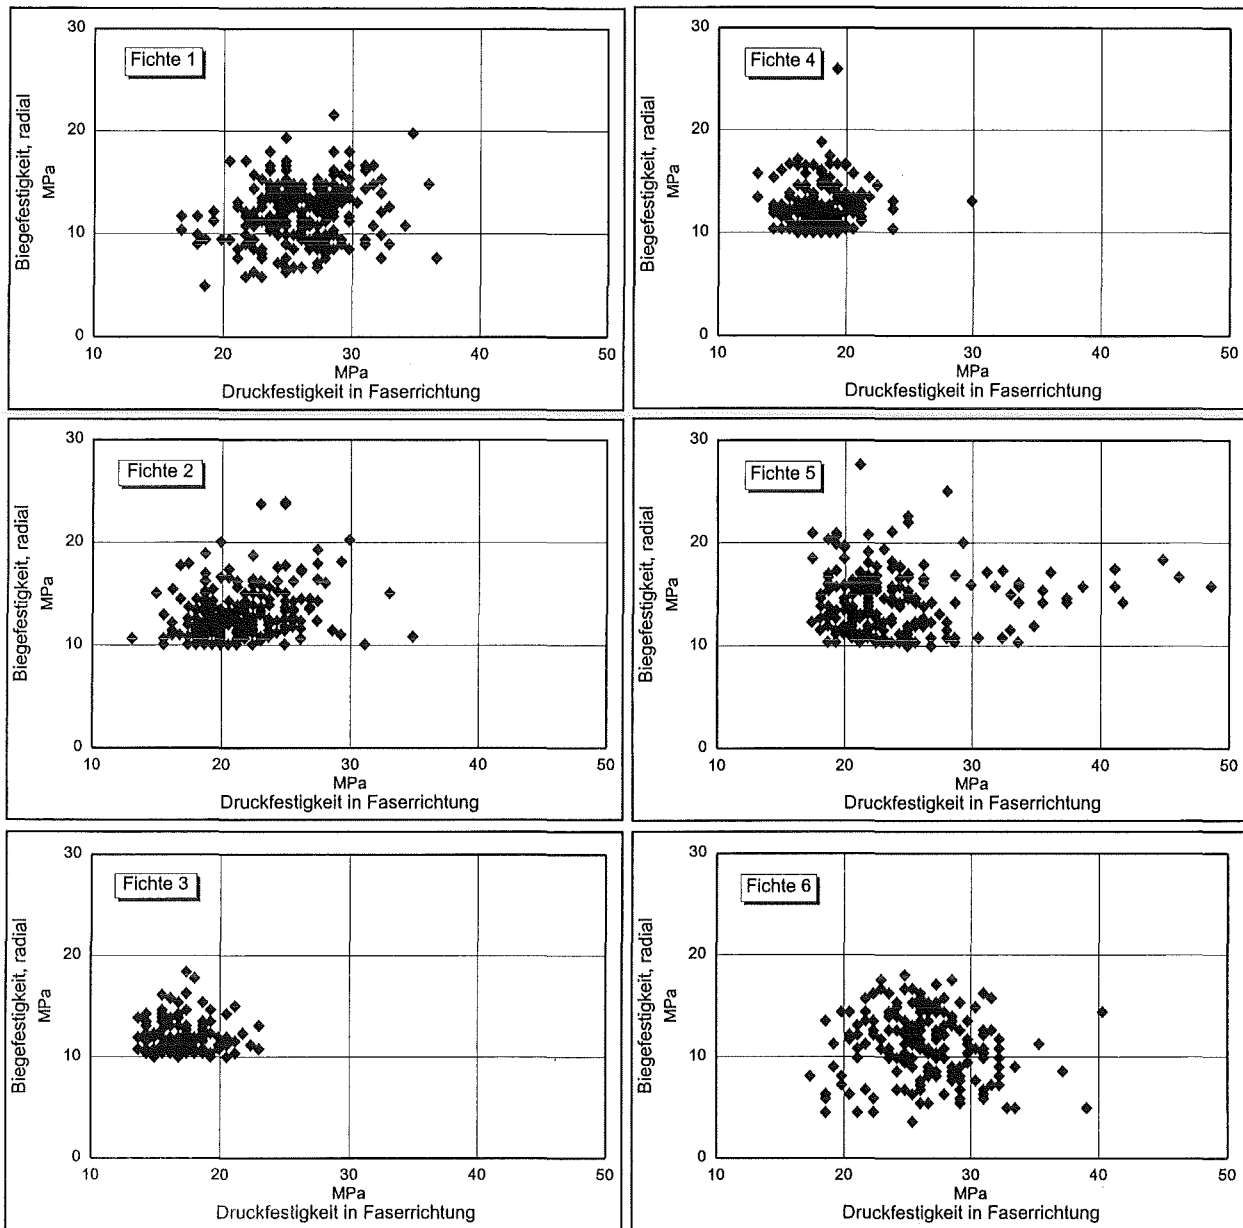 Fichte 1
Biegefestigkeit, radial
MPa
30
20
10
0
10 20 30 40 50
MPa
Druckfestigkeit in Faserrichtung
Fichte 4
Biegefestigkeit, radial
MPa
30
20
10
0
10 20 30 40 50
MPa
Druckfestigkeit in Faserrichtung
Fichte 2
Biegefestigkeit, radial
MPa
30
20
10
0
10 20 30 40 50
MPa
Druckfestigkeit in Faserrichtung
Fichte 5
Biegefestigkeit, radial
MPa
30
20
10
0
10 20 30 40 50
MPa
Druckfestigkeit in Faserrichtung
Fichte 3
Biegefestigkeit, radial
MPa
30
20
10
0
10 20 30 40 50
MPa
Druckfestigkeit in Faserrichtung
Fichte 6
Biegefestigkeit, radial
MPa
30
20
10
0
10 20 30 40 50
MPa
Druckfestigkeit in Faserrichtung